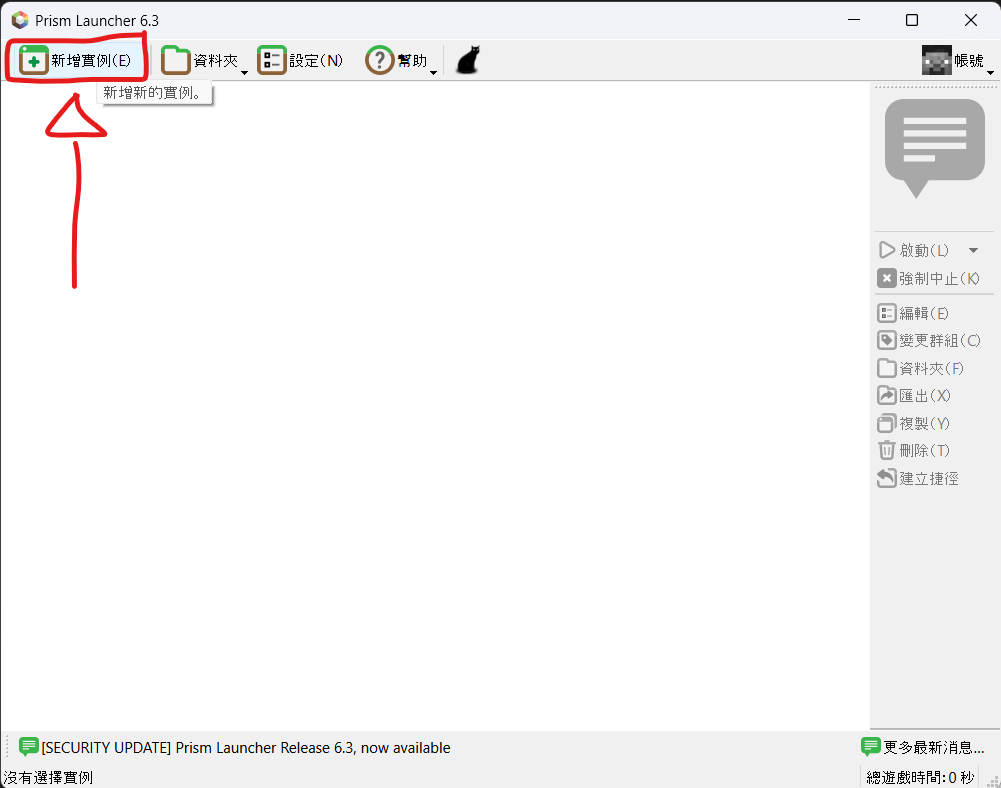 Prism Launcher 6.3
新增實例(E) 資料夾 設定(N) 幫助 帳號
新增新的實例。
啟動(L)
強制中止(K)
編輯(E)
變更群組(C)
資料夾(F)
匯出(X)
複製(Y)
刪除(T)
建立捷徑
[SECURITY UPDATE] Prism Launcher Release 6.3, now available 更多最新消息...
沒有選擇實例 總遊戲時間:0 秒